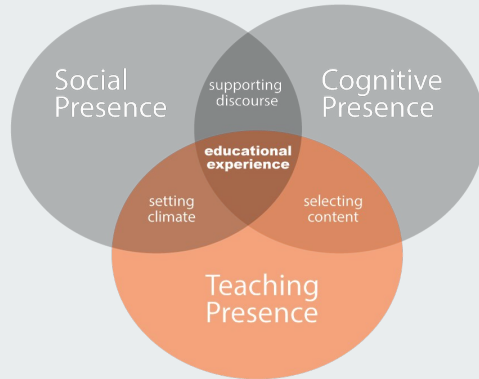 Social
Presence
supporting
discourse
Cognitive
Presence
educational
experience
setting
climate
selecting
content
Teaching
Presence